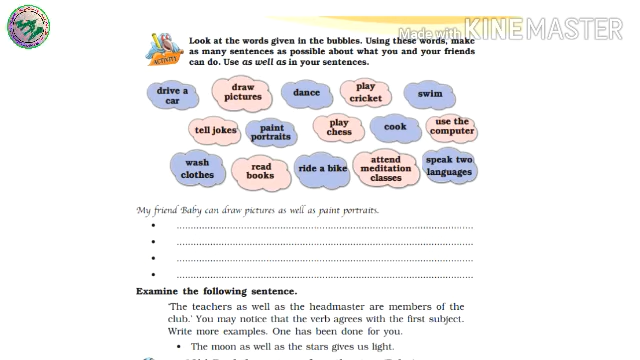 Made with KINEMASTER
ACTIVITY
Look at the words given in the bubbles. Using these words, make
as many sentences as possible about what you and your friends
can do. Use as well as in your sentences.
drive a
car
draw
pictures
dance
play
cricket
swim
tell jokes
paint
portraits
play
chess
cook
use the
computer
wash
clothes
read
books
ride a bike
attend
meditation
classes
speak two
languages
My friend Baby can draw pictures as well as paint portraits.
• ....................................................................................................
• ....................................................................................................
• ....................................................................................................
• ....................................................................................................
Examine the following sentence.
'The teachers as well as the headmaster are members of the
club.' You may notice that the verb agrees with the first subject.
Write more examples. One has been done for you.
• The moon as well as the stars gives us light.